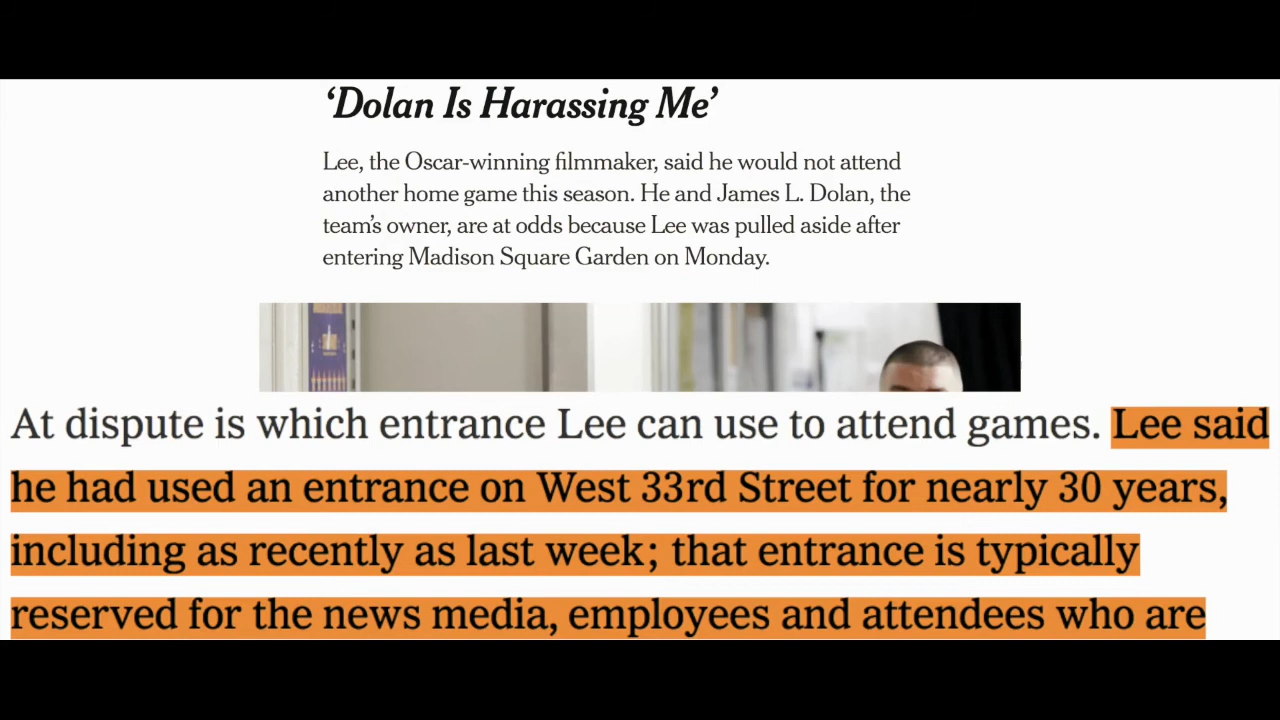 ‘Dolan Is Harassing Me’
Lee, the Oscar-winning filmmaker, said he would not attend
another home game this season. He and James L. Dolan, the
team’s owner, are at odds because Lee was pulled aside after
entering Madison Square Garden on Monday.
At dispute is which entrance Lee can use to attend games. Lee said
he had used an entrance on West 33rd Street for nearly 30 years,
including as recently as last week; that entrance is typically
reserved for the news media, employees and attendees who are